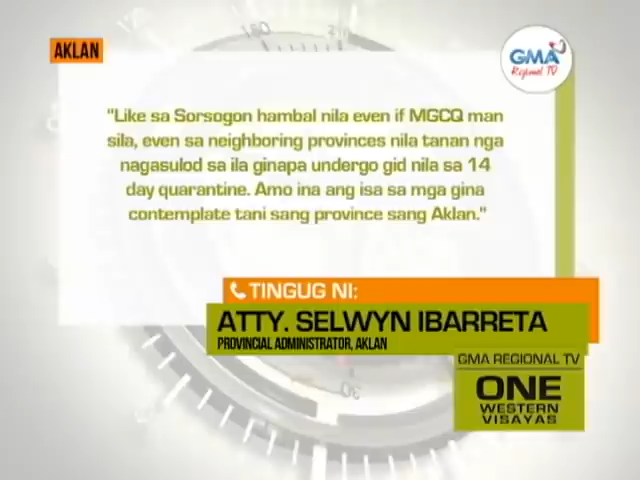 AKLAN
GMA
Regional TV
"Like sa Sorsogon hambal nila even if MGCQ man
sila, even sa neighboring provinces nila tanan nga
nagasulod sa ila ginapa undergo gid nila sa 14
day quarantine. Amo ina ang isa sa mga gina
contemplate tani sang province sang Aklan."
TINGUG NI:
ATTY. SELWYN IBARRETA
PROVINCIAL ADMINISTRATOR, AKLAN
GMA REGIONAL TV
ONE
WESTERN
VISAYAS
30